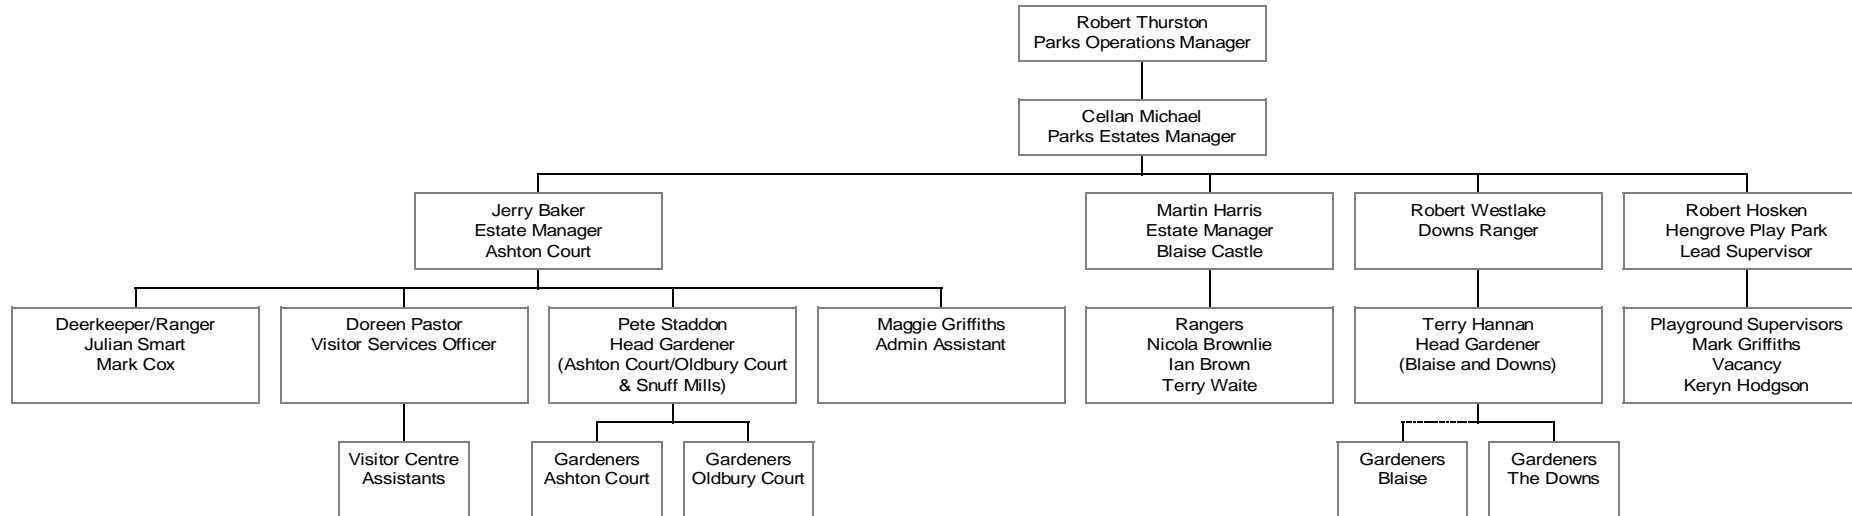 Robert Thurston
Parks Operations Manager
Cellan Michael
Parks Estates Manager
Jerry Baker
Estate Manager
Ashton Court
Martin Harris
Estate Manager
Blaise Castle
Robert Westlake
Downs Ranger
Robert Hosken
Hengrove Play Park
Lead Supervisor
Deerkeeper/Ranger
Julian Smart
Mark Cox
Doreen Pastor
Visitor Services Officer
Pete Staddon
Head Gardener
(Ashton Court/Oldbury Court
& Snuff Mills)
Maggie Griffiths
Admin Assistant
Rangers
Nicola Brownlie
Ian Brown
Terry Waite
Terry Hannan
Head Gardener
(Blaise and Downs)
Playground Supervisors
Mark Griffiths
Vacancy
Keryn Hodgson
Visitor Centre
Assistants
Gardeners
Ashton Court
Gardeners
Oldbury Court
Gardeners
Blaise
Gardeners
The Downs